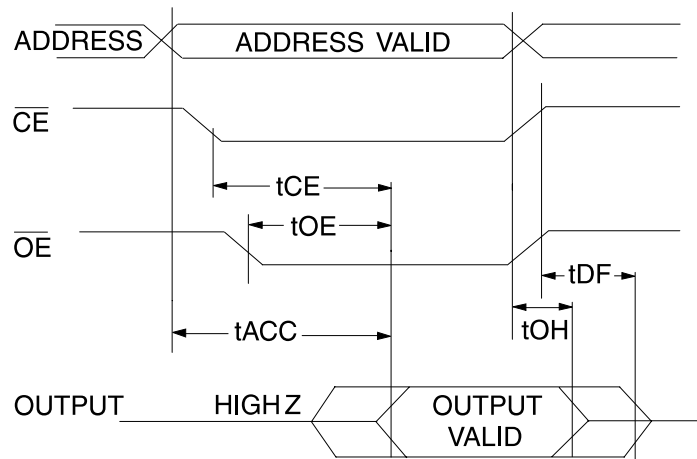 ADDRESS ADDRESS VALID
CE
tCE
tOE
OE
tDF
tACC tOH
OUTPUT HIGH Z OUTPUT
VALID